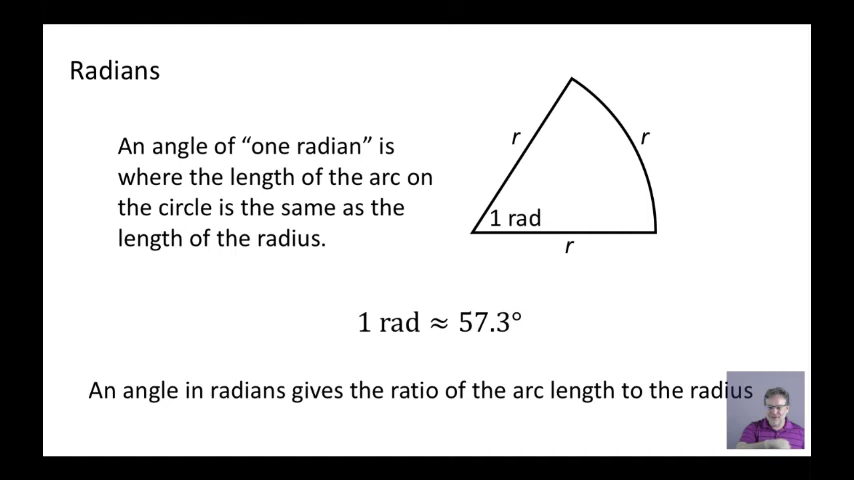 Radians
An angle of “one radian” is
where the length of the arc on
the circle is the same as the
length of the radius.
r
r
1 rad
r
1 rad ≈ 57.3°
An angle in radians gives the ratio of the arc length to the radius